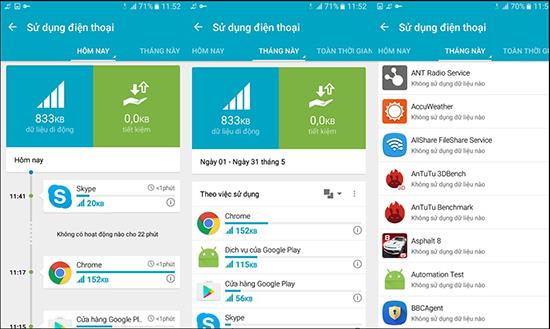 71% 11:52
Sử dụng điện thoại
HÔM NAY
THÁNG NÀY
833KB
dữ liệu di động
0,0KB
tiết kiệm
Hôm nay
11:41
Skype
<1phút
20KB
Không có hoạt động nào cho 22 phút
11:17
Chrome
<1phút
152KB
11:15
Cửa hàng Google Pl..
<1phút
71% 11:52
Sử dụng điện thoại
HÔM NAY
THÁNG NÀY
TOÀN THỜI GIAN
833KB
dữ liệu di động
0,0KB
tiết kiệm
Ngày 01 - Ngày 31 tháng 5
Theo việc sử dụng
Chrome
152KB
Dịch vụ của Google Play
115KB
Cửa hàng Google Play
56KB
Skype
70% 11:52
Sử dụng điện thoại
HÔM NAY
THÁNG NÀY
TOÀN THỜI G
ANT Radio Service
Không sử dụng dữ liệu nào
AccuWeather
Không sử dụng dữ liệu nào
AllShare FileShare Service
Không sử dụng dữ liệu nào
AnTuTu 3DBench
Không sử dụng dữ liệu nào
AnTuTu Benchmark
Không sử dụng dữ liệu nào
Asphalt 8
Không sử dụng dữ liệu nào
Automation Test
Không sử dụng dữ liệu nào
BBCAgent
Không sử dụng dữ liệu nào